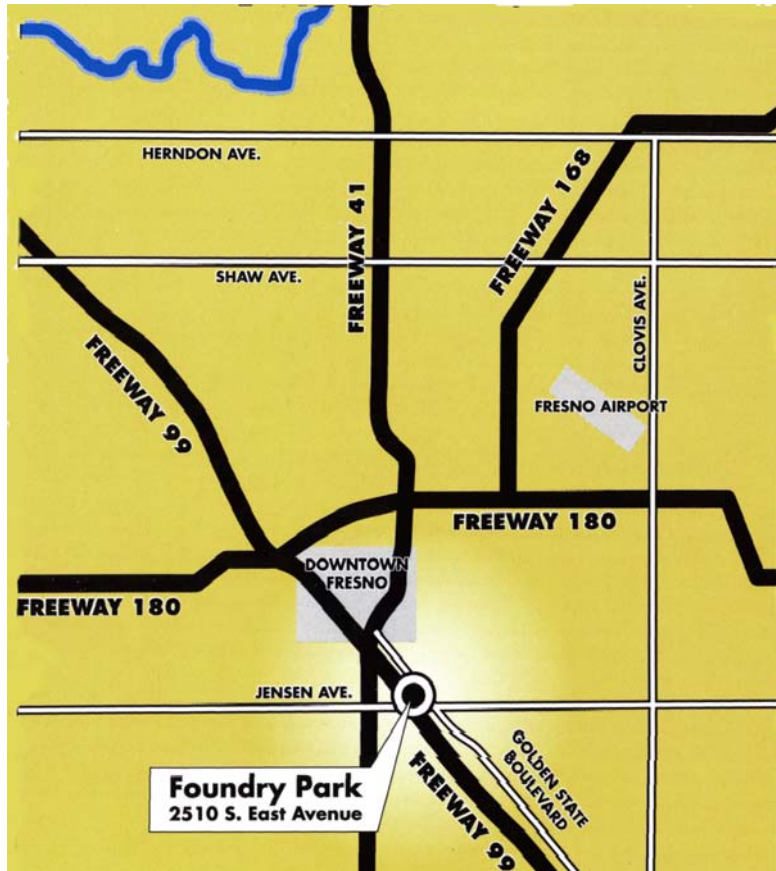 HERNDON AVE.
FREEWAY 168
FREEWAY 41
SHAW AVE.
CLOVIS AVE.
FREEWAY 99
FRESNO AIRPORT
FREEWAY 180
DOWNTOWN
FRESNO
FREEWAY 180
JENSEN AVE.
GOLDEN STATE
BOULEVARD
Foundry Park
2510 S. East Avenue
FREEWAY 99